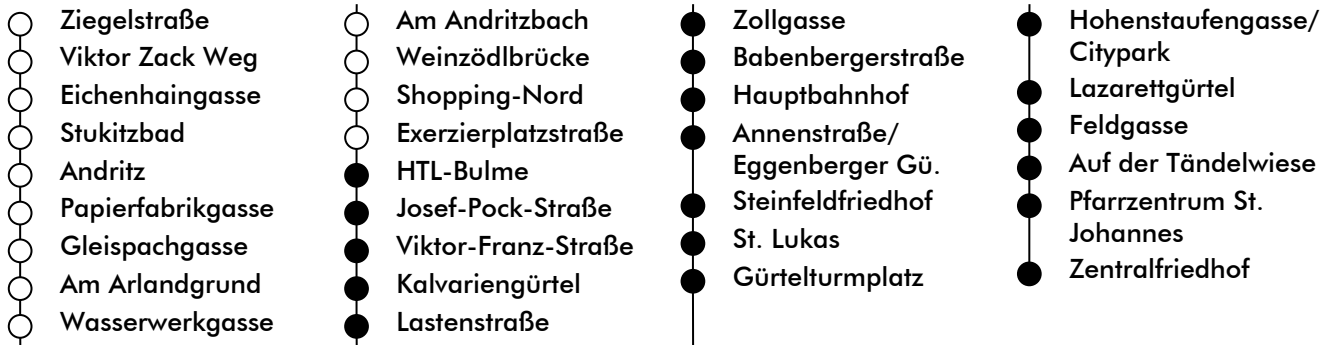 Ziegelstraße
Viktor Zack Weg
Eichenhaingasse
Stukitzbad
Andritz
Papierfabrikgasse
Gleispachgasse
Am Arlandgrund
Wasserwerkgasse
Am Andritzbach
Weinzödlbrücke
Shopping-Nord
Exerzierplatzstraße
HTL-Bulme
Josef-Pock-Straße
Viktor-Franz-Straße
Kalvariengürtel
Lastenstraße
Zollgasse
Babenbergerstraße
Hauptbahnhof
Annenstraße/
Eggenberger Gü.
Steinfeldfriedhof
St. Lukas
Gürtelturmplatz
Hohenstaufengasse/
Citypark
Lazarettgürtel
Feldgasse
Auf der Tändelwiese
Pfarrzentrum St.
Johannes
Zentralfriedhof